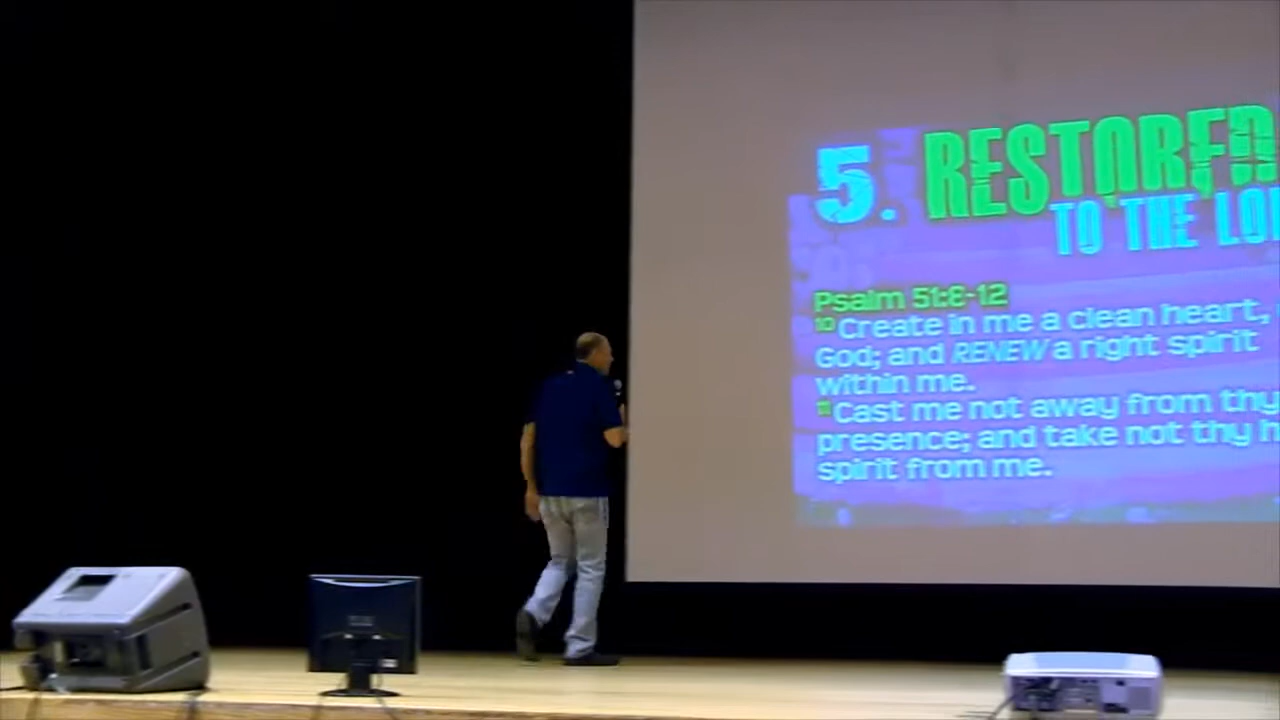 5. RESTORED
TO THE LO
Psalm 51:8-12
10 Create in me a clean heart,
God; and RENEW a right spirit
within me.
11 Cast me not away from thy
presence; and take not thy h
spirit from me.